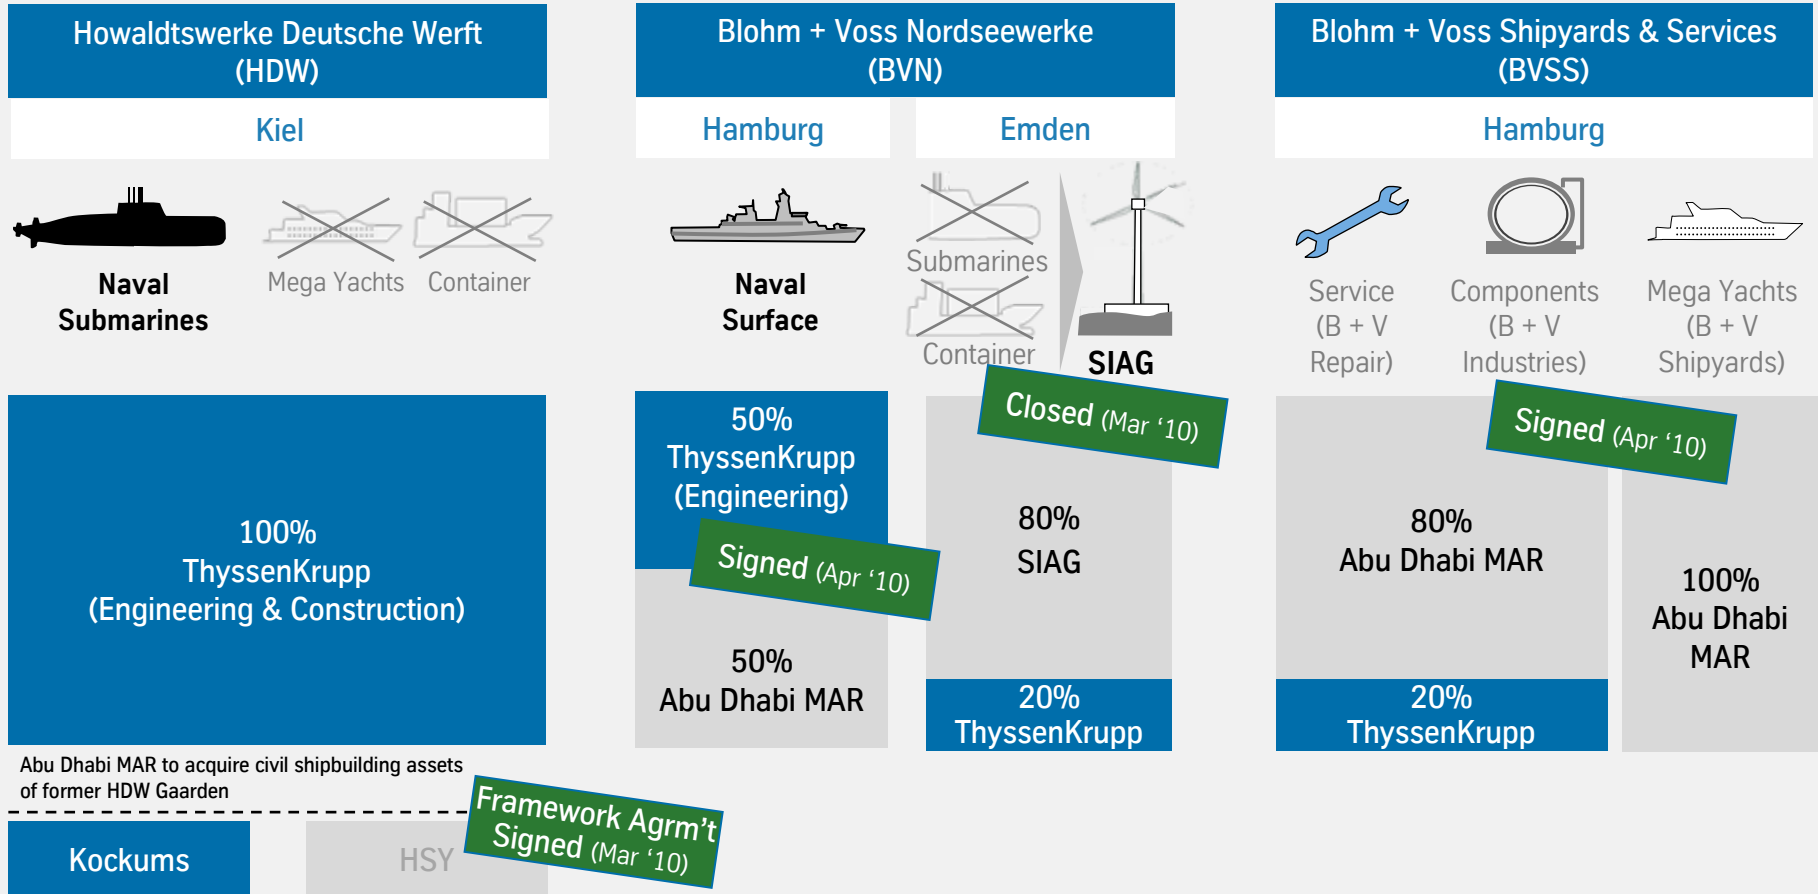 Howaldtswerke Deutsche Werft
(HDW)
Kiel
Naval
Submarines
Mega Yachts
Container
100%
ThyssenKrupp
(Engineering & Construction)
Abu Dhabi MAR to acquire civil shipbuilding assets
of former HDW Gaarden
Kockums
HSY
Framework Agrm't
Signed (Mar ‘10)
Blohm + Voss Nordseewerke
(BVN)
Hamburg
Naval
Surface
50%
ThyssenKrupp
(Engineering)
Signed (Apr ‘10)
50%
Abu Dhabi MAR
Emden
Submarines
Container
SIAG
Closed (Mar ‘10)
80%
SIAG
20%
ThyssenKrupp
Blohm + Voss Shipyards & Services
(BVSS)
Hamburg
Service
(B + V
Repair)
Components
(B + V
Industries)
Mega Yachts
(B + V
Shipyards)
Signed (Apr ‘10)
80%
Abu Dhabi MAR
20%
ThyssenKrupp
100%
Abu Dhabi
MAR